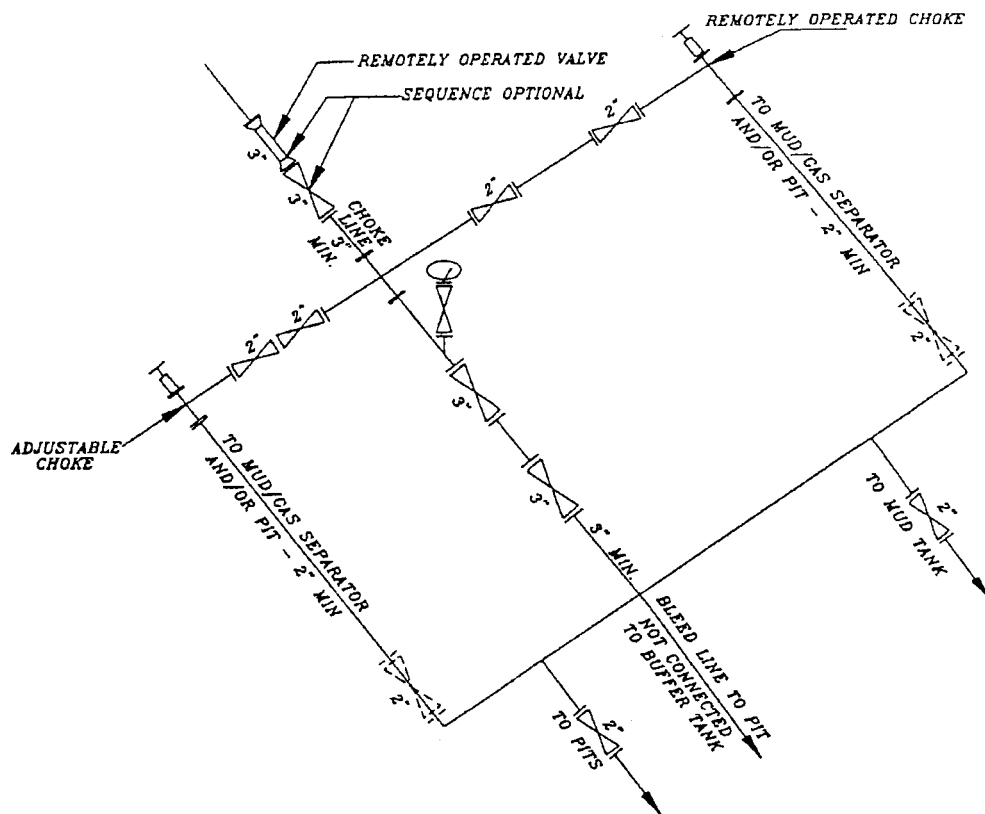 REMOTELY OPERATED CHOKE
REMOTELY OPERATED VALVE
SEQUENCE OPTIONAL
3"
3"
CHOKE
LINE
3"
MIN.
2"
2"
TO MUD/GAS SEPARATOR
AND/OR PIT - 2" MIN
2"
2"
2"
ADJUSTABLE
CHOKE
TO MUD/GAS SEPARATOR
AND/OR PIT - 2" MIN
2"
3"
3"
3" MIN.
BLEED LINE TO PIT
NOT CONNECTED
TO BUFFER TANK
2"
TO MUD TANK
2"
TO PITS